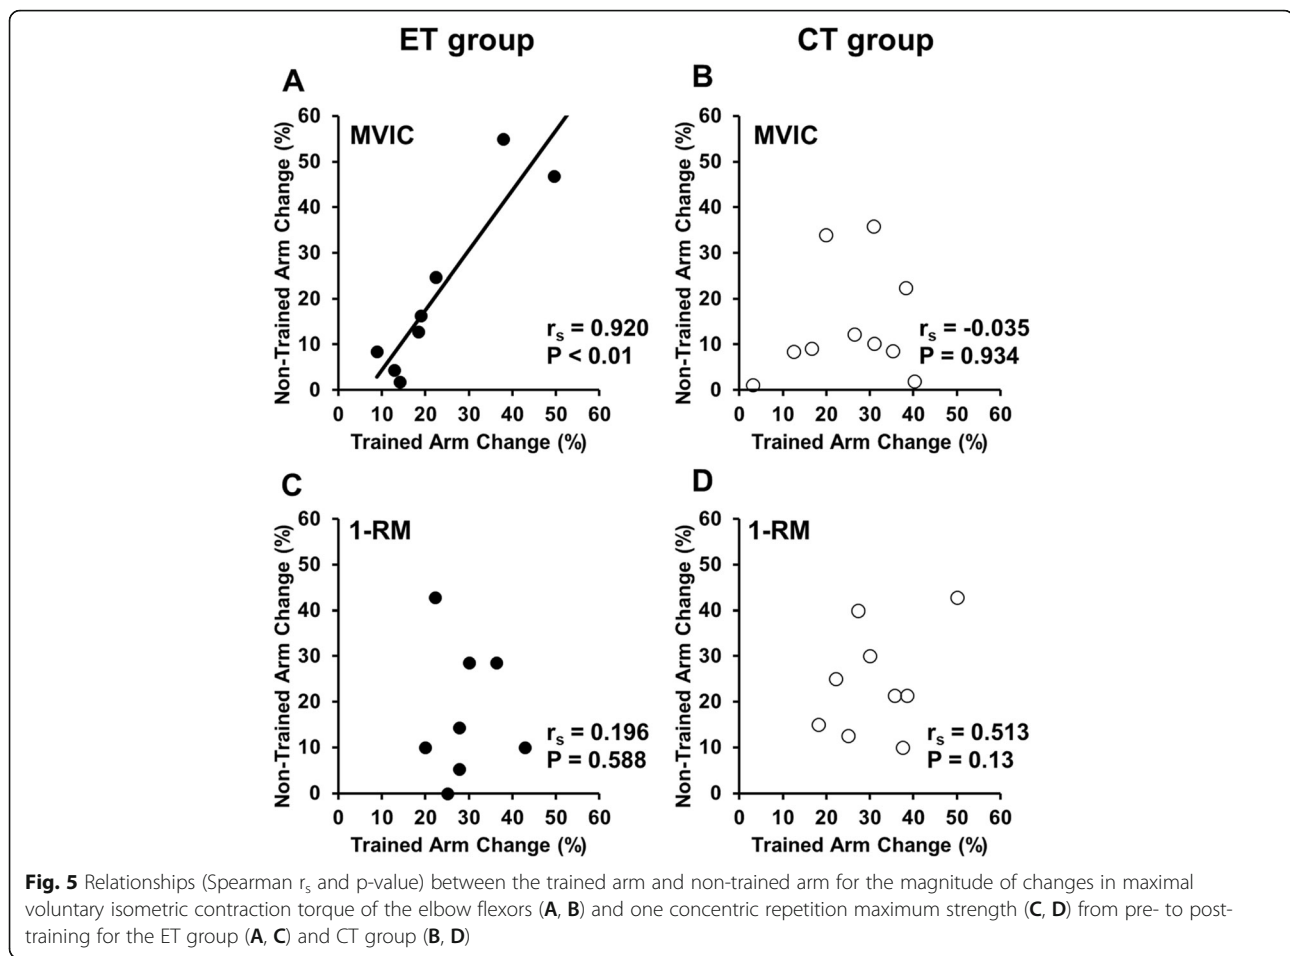 ET group
CT group
A
MVIC
Non-Trained Arm Change (%)
60
50
40
30
20
10
0
0 10 20 30 40 50 60
Trained Arm Change (%)
rs = 0.920
P < 0.01
B
MVIC
Non-Trained Arm Change (%)
60
50
40
30
20
10
0
0 10 20 30 40 50 60
Trained Arm Change (%)
rs = -0.035
P = 0.934
C
1-RM
Non-Trained Arm Change (%)
60
50
40
30
20
10
0
0 10 20 30 40 50 60
Trained Arm Change (%)
rs = 0.196
P = 0.588
D
1-RM
Non-Trained Arm Change (%)
60
50
40
30
20
10
0
0 10 20 30 40 50 60
Trained Arm Change (%)
rs = 0.513
P = 0.13
Fig. 5 Relationships (Spearman rs and p-value) between the trained arm and non-trained arm for the magnitude of changes in maximal
voluntary isometric contraction torque of the elbow flexors (A, B) and one concentric repetition maximum strength (C, D) from pre- to post-
training for the ET group (A, C) and CT group (B, D)